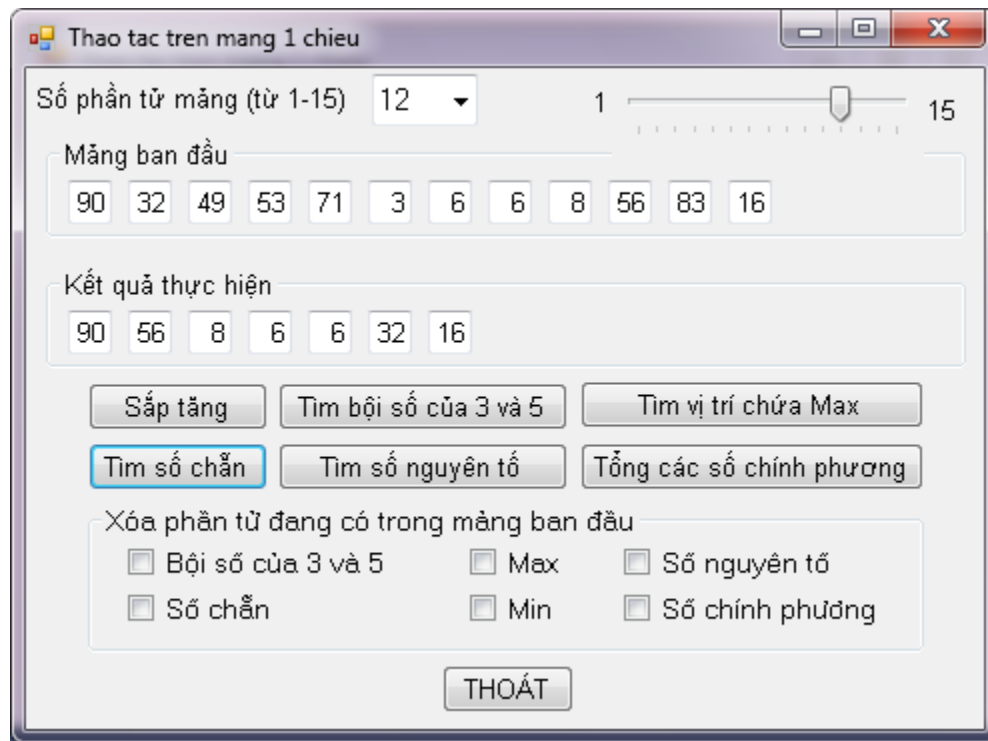 Thao tac tren mang 1 chieu
Số phần tử mảng (từ 1-15) 12 1 15
Mảng ban đầu
90 32 49 53 71 3 6 6 8 56 83 16
Kết quả thực hiện
90 56 8 6 6 32 16
Sắp tăng Tìm bội số của 3 và 5 Tìm vị trí chứa Max
Tìm số chẵn Tìm số nguyên tố Tổng các số chính phương
Xóa phần tử đang có trong mảng ban đầu
Bội số của 3 và 5 Max Số nguyên tố
Số chẵn Min Số chính phương
THOÁT